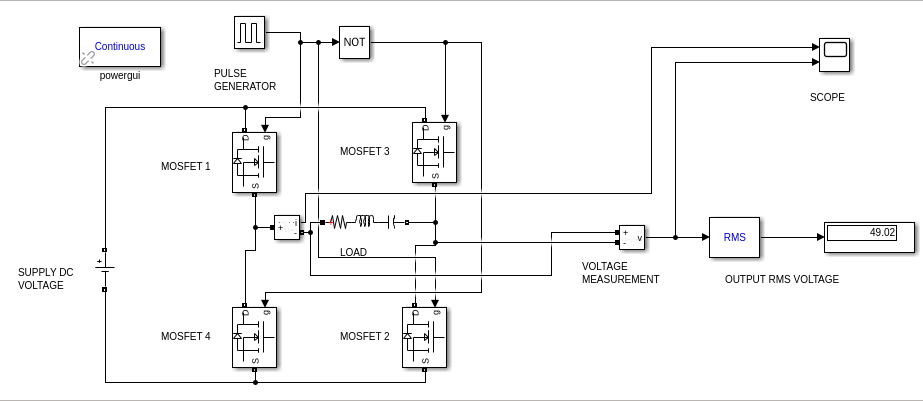 Continuous
powergui
PULSE
GENERATOR
NOT
SCOPE
D
g
MOSFET 1
S
D
g
MOSFET 3
S
+
i
-
LOAD
SUPPLY DC
VOLTAGE
+
+
-
v
VOLTAGE
MEASUREMENT
RMS
OUTPUT RMS VOLTAGE
49.02
D
g
MOSFET 4
S
D
g
MOSFET 2
S